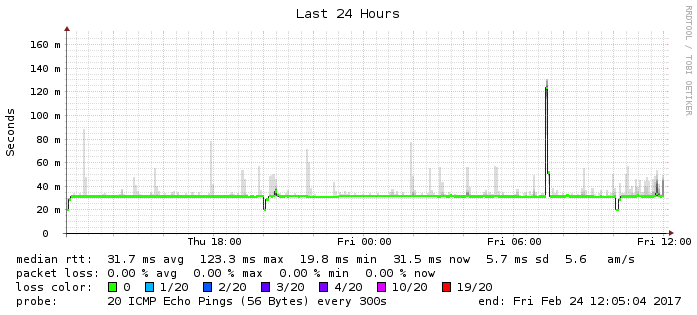 Last 24 Hours
RRDTOOL / TOBI OETIKER
Seconds
160 m
140 m
120 m
100 m
80 m
60 m
40 m
20 m
0
Thu 18:00 Fri 00:00 Fri 06:00 Fri 12:00
median rtt: 31.7 ms avg 123.3 ms max 19.8 ms min 31.5 ms now 5.7 ms sd 5.6 am/s
packet loss: 0.00 % avg 0.00 % max 0.00 % min 0.00 % now
loss color: 0 1/20 2/20 3/20 4/20 10/20 19/20
probe: 20 ICMP Echo Pings (56 Bytes) every 300s end: Fri Feb 24 12:05:04 2017